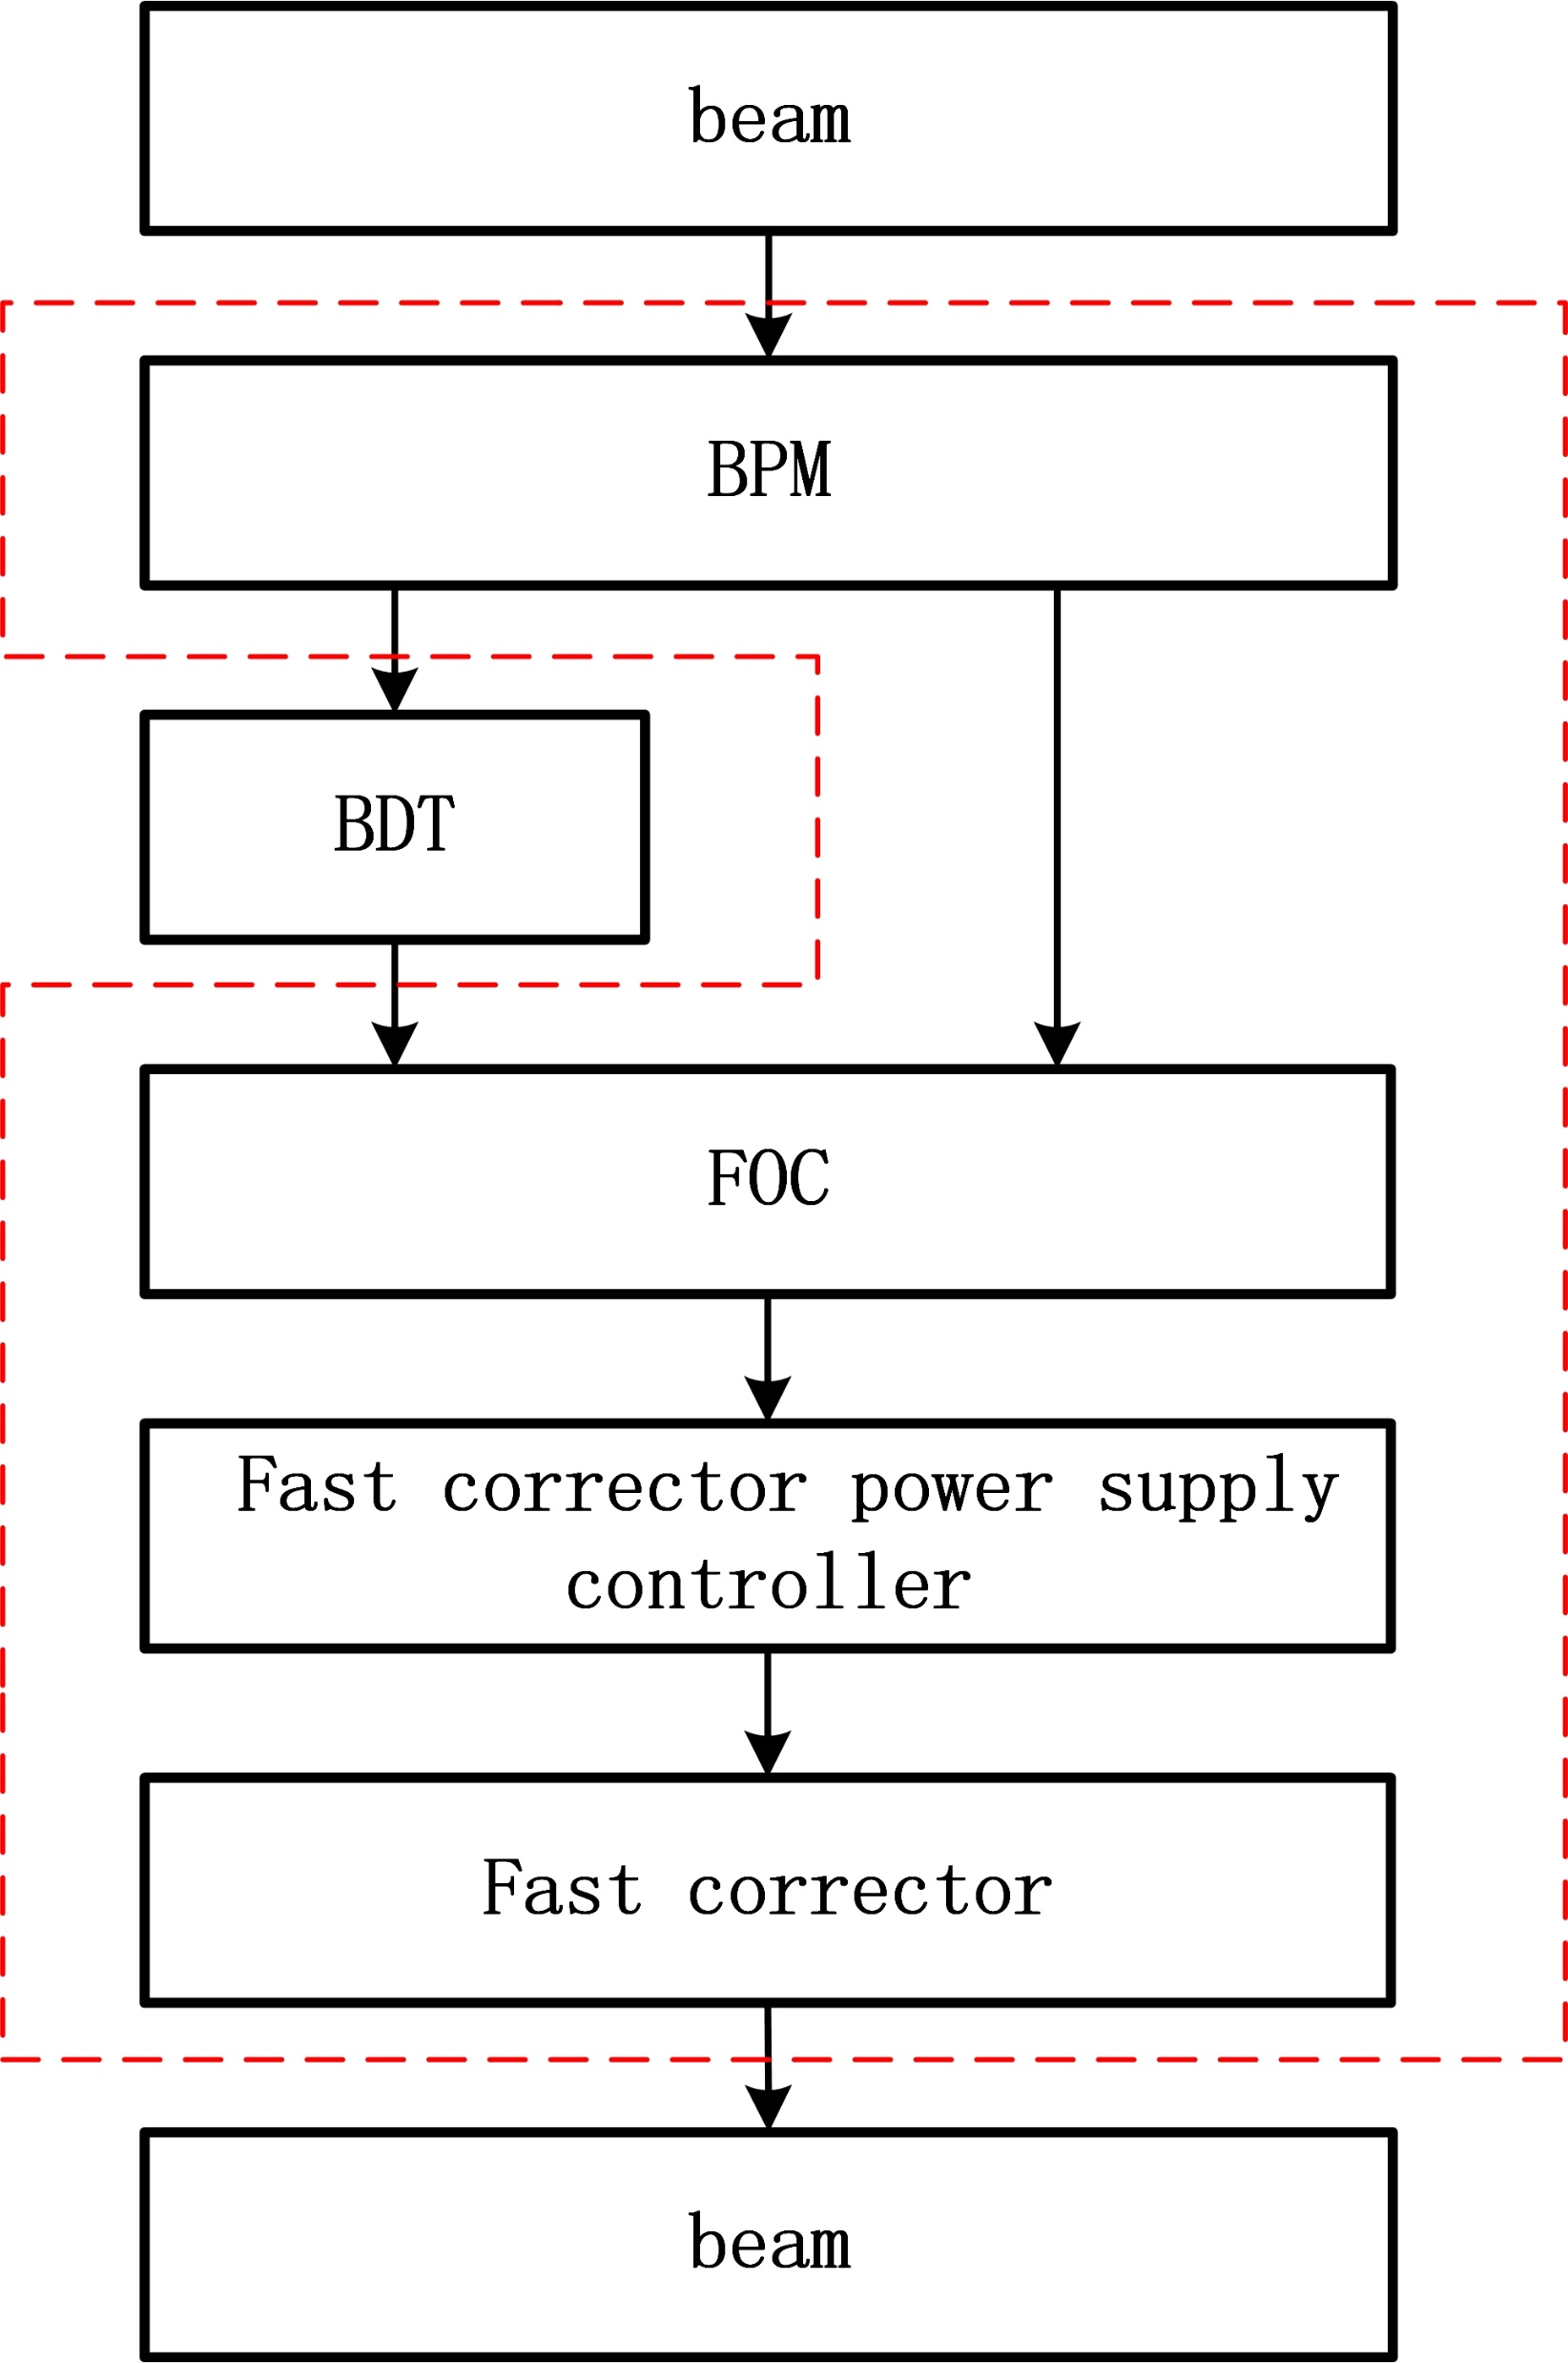 beam
BPM
BDT
FOC
Fast corrector power supply
controller
Fast corrector
beam